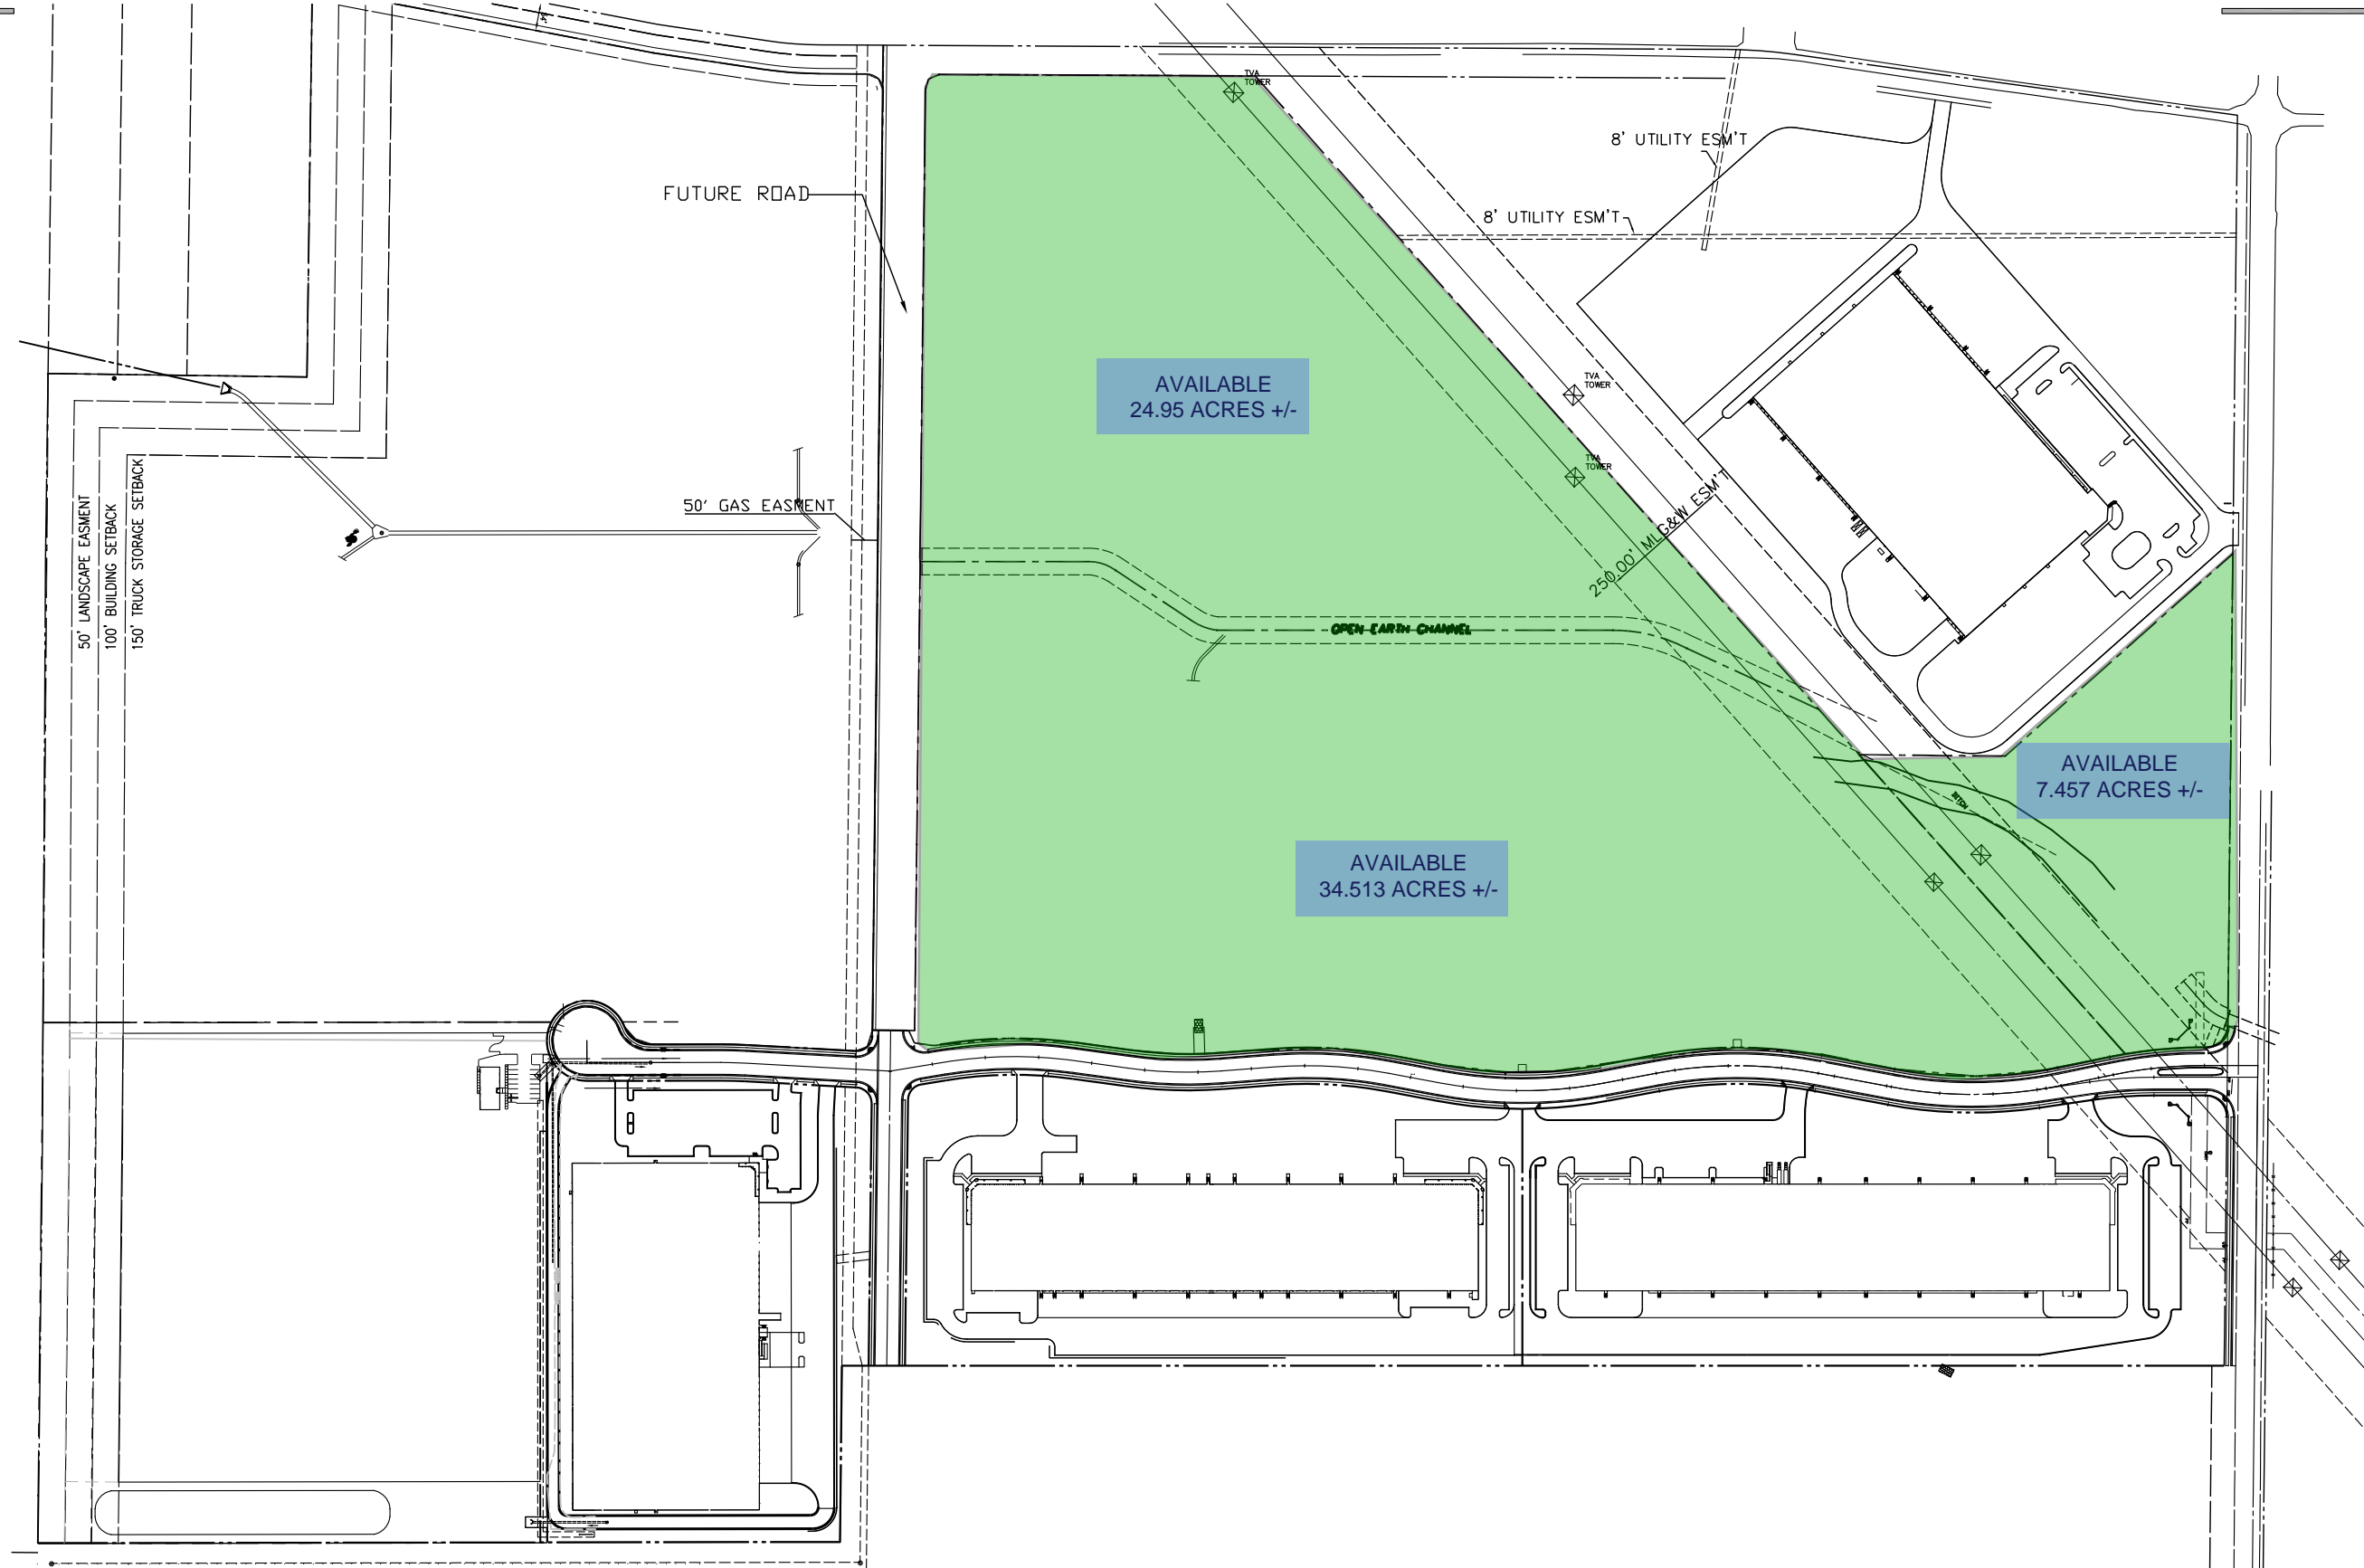 TVA
TOWER
8' UTILITY ESM'T
FUTURE ROAD
8' UTILITY ESM'T
AVAILABLE
24.95 ACRES +/-
TVA
TOWER
TVA
TOWER
50' GAS EASMENT
250.00' MLG&W ESM'T
50' LANDSCAPE EASMENT
100' BUILDING SETBACK
150' TRUCK STORAGE SETBACK
OPEN EARTH CHANNEL
AVAILABLE
7.457 ACRES +/-
DITCH
AVAILABLE
34.513 ACRES +/-